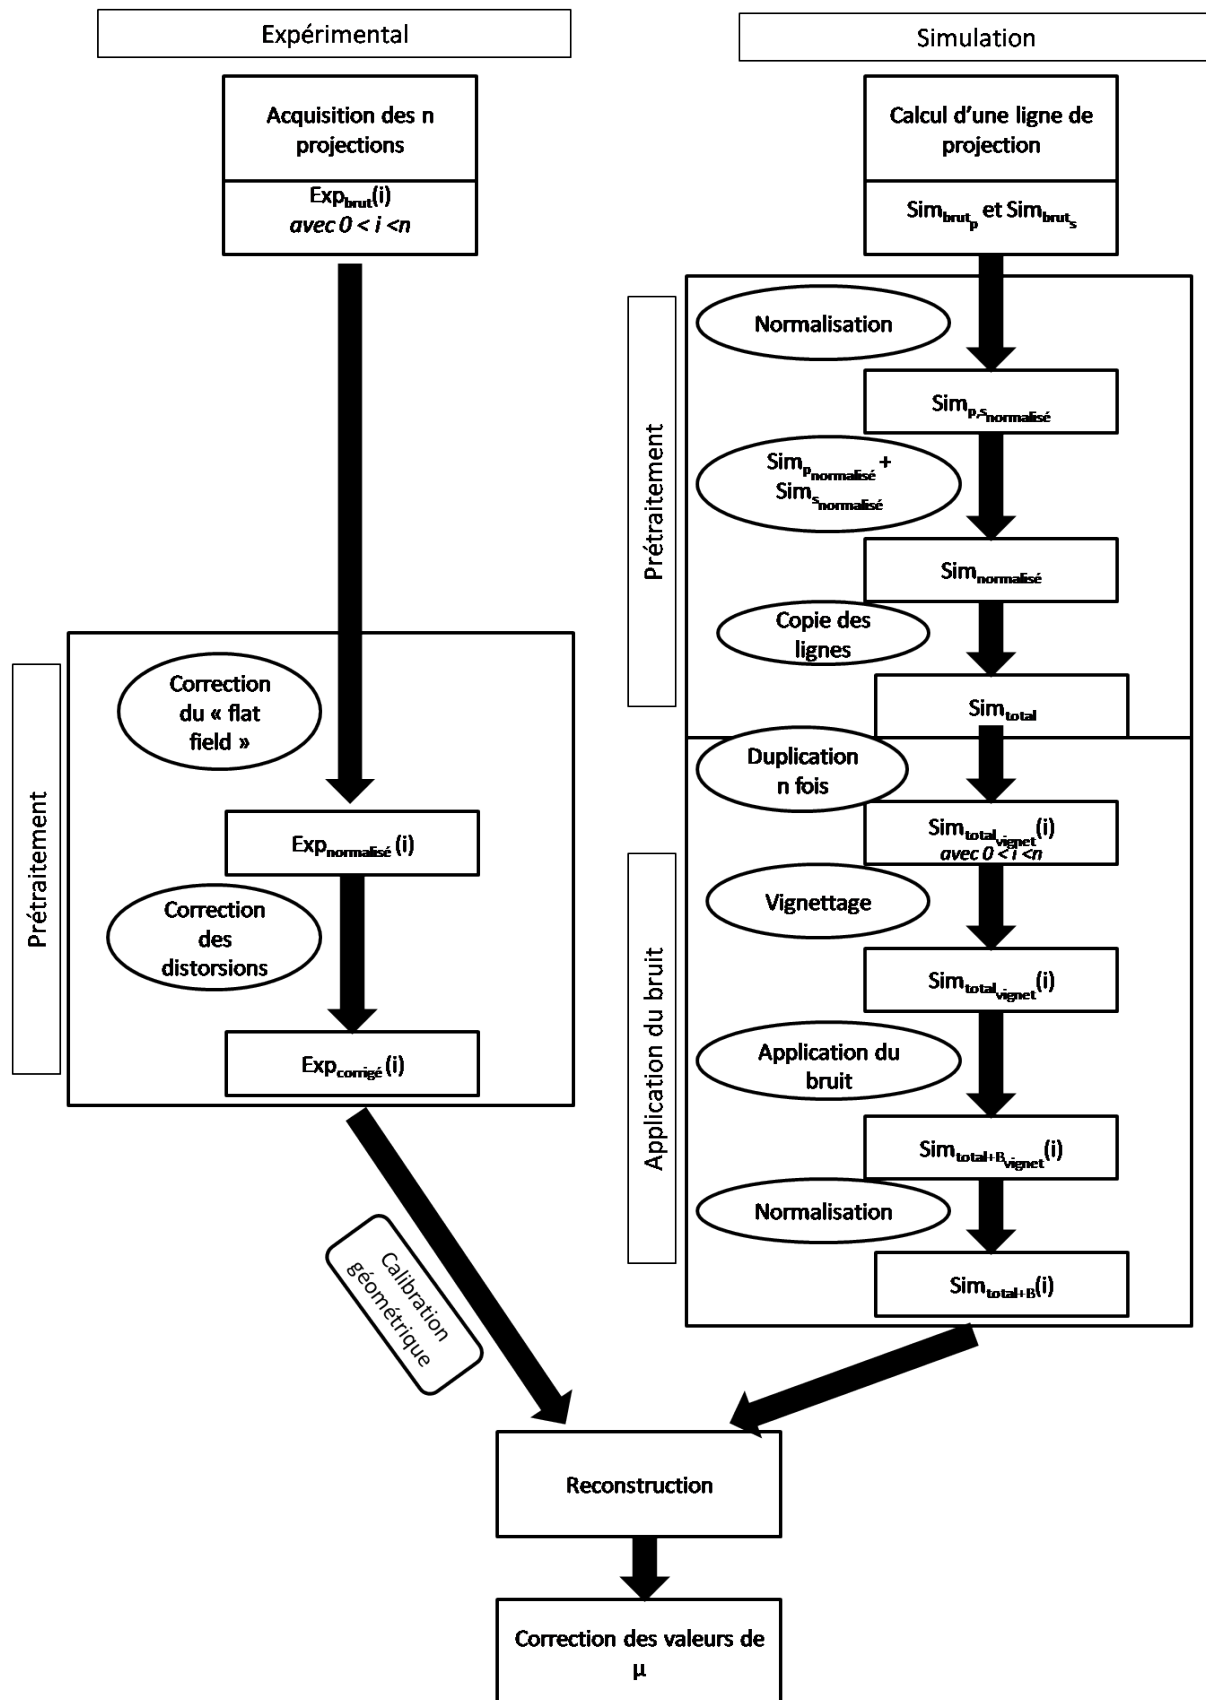 Expérimental
Acquisition des n
projections
Exp_brut(i)
avec 0 < i <n
Prétraitement
Correction
du « flat
field »
Exp_normalisé (i)
Correction
des
distorsions
Exp_corrigé (i)
Calibration
géométrique
Simulation
Calcul d'une ligne de
projection
Sim_brut_p et Sim_brut_s
Prétraitement
Normalisation
Sim_p,s_normalisé
Sim_p_normalisé +
Sim_s_normalisé
Sim_normalisé
Copie des
lignes
Sim_total
Application du bruit
Duplication
n fois
Sim_total_vignet(i)
avec 0 < i <n
Vignettage
Sim_total_vignet(i)
Application du
bruit
Sim_total+B_vignet(i)
Normalisation
Sim_total+B(i)
Reconstruction
Correction des valeurs de
µ